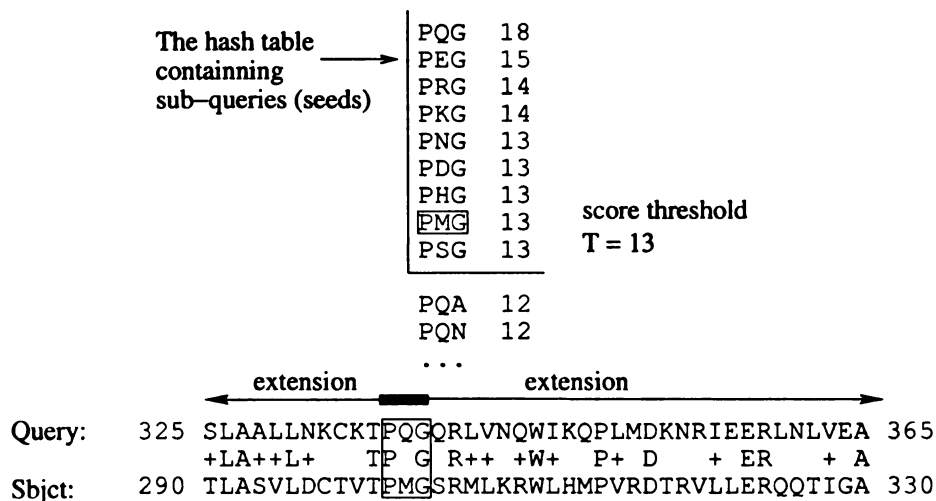 The hash table
containning
sub–queries (seeds)
PQG 18
PEG 15
PRG 14
PKG 14
PNG 13
PDG 13
PHG 13
PMG 13
PSG 13
score threshold
T = 13
PQA 12
PQN 12
...
extension extension
Query: 325 SLAALLNKCKTPQGQRLVNQWIKQPLMDKNRIEERLNLVEA 365
+LA++L+ TP G R++ +W+ P+ D + ER + A
Sbjct: 290 TLASVLDCTVTPMGSRMLKRWLHMPVRDTRVLLERQQTIGA 330